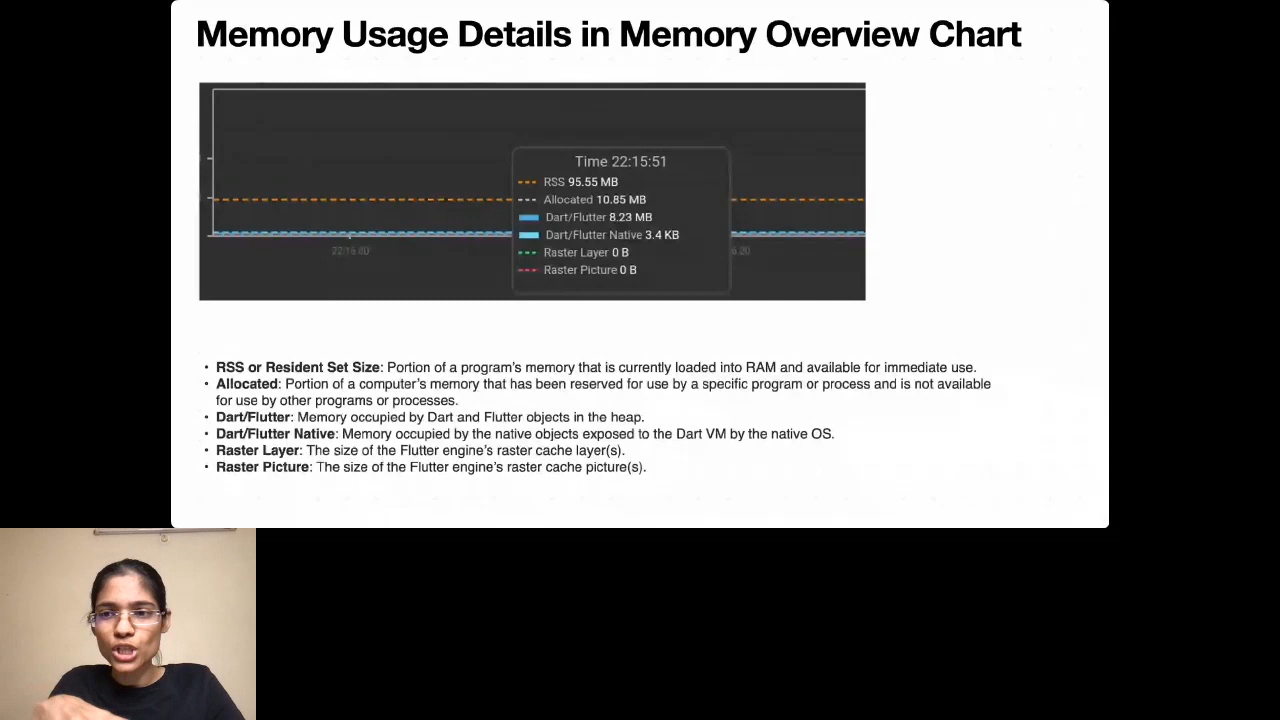 Memory Usage Details in Memory Overview Chart
Time 22:15:51
RSS 95.55 MB
Allocated 10.85 MB
Dart/Flutter 8.23 MB
Dart/Flutter Native 3.4 KB
Raster Layer 0 B
Raster Picture 0 B
• RSS or Resident Set Size: Portion of a program's memory that is currently loaded into RAM and available for immediate use.
• Allocated: Portion of a computer's memory that has been reserved for use by a specific program or process and is not available
for use by other programs or processes.
• Dart/Flutter: Memory occupied by Dart and Flutter objects in the heap.
• Dart/Flutter Native: Memory occupied by the native objects exposed to the Dart VM by the native OS.
• Raster Layer: The size of the Flutter engine's raster cache layer(s).
• Raster Picture: The size of the Flutter engine's raster cache picture(s).